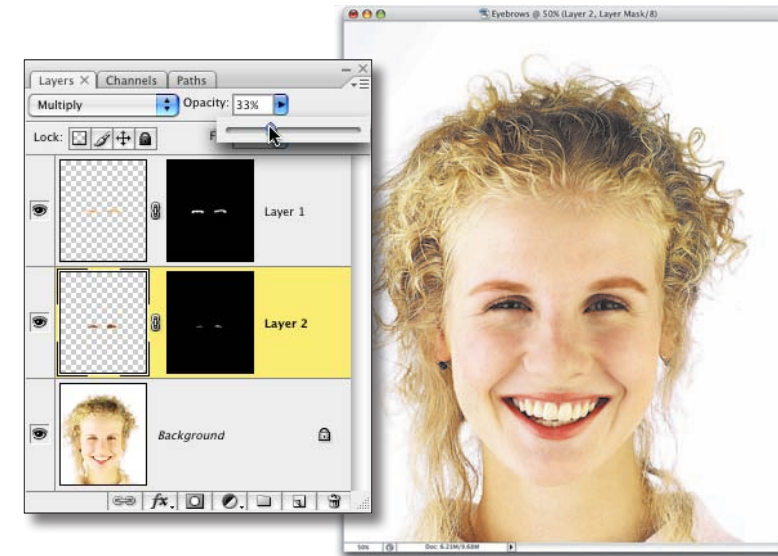 Eyebrows @ 50% (Layer 2, Layer Mask/8)
Layers × Channels Paths
Multiply Opacity: 33%
Lock: F
Layer 1
Layer 2
Background
fx.
50% Doc: 6.21M/9.68M